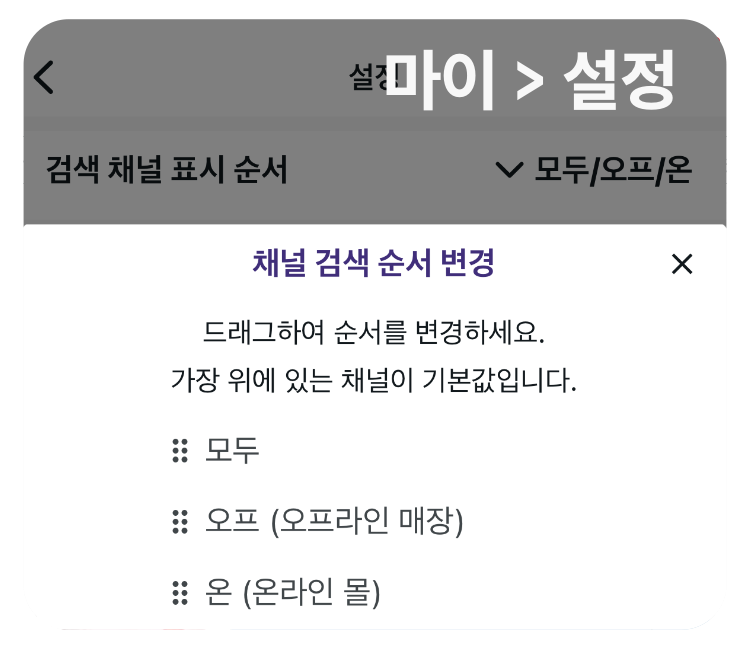 설정
마이 > 설정
검색 채널 표시 순서
모두/오프/온
채널 검색 순서 변경
드래그하여 순서를 변경하세요.
가장 위에 있는 채널이 기본값입니다.
모두
오프 (오프라인 매장)
온 (온라인 몰)